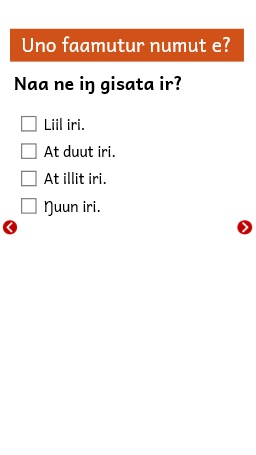 Uno faamutur numut e?
Naa ne iŋ gisata ir?
Liil iri.
At duut iri.
At illit iri.
Ŋuun iri.